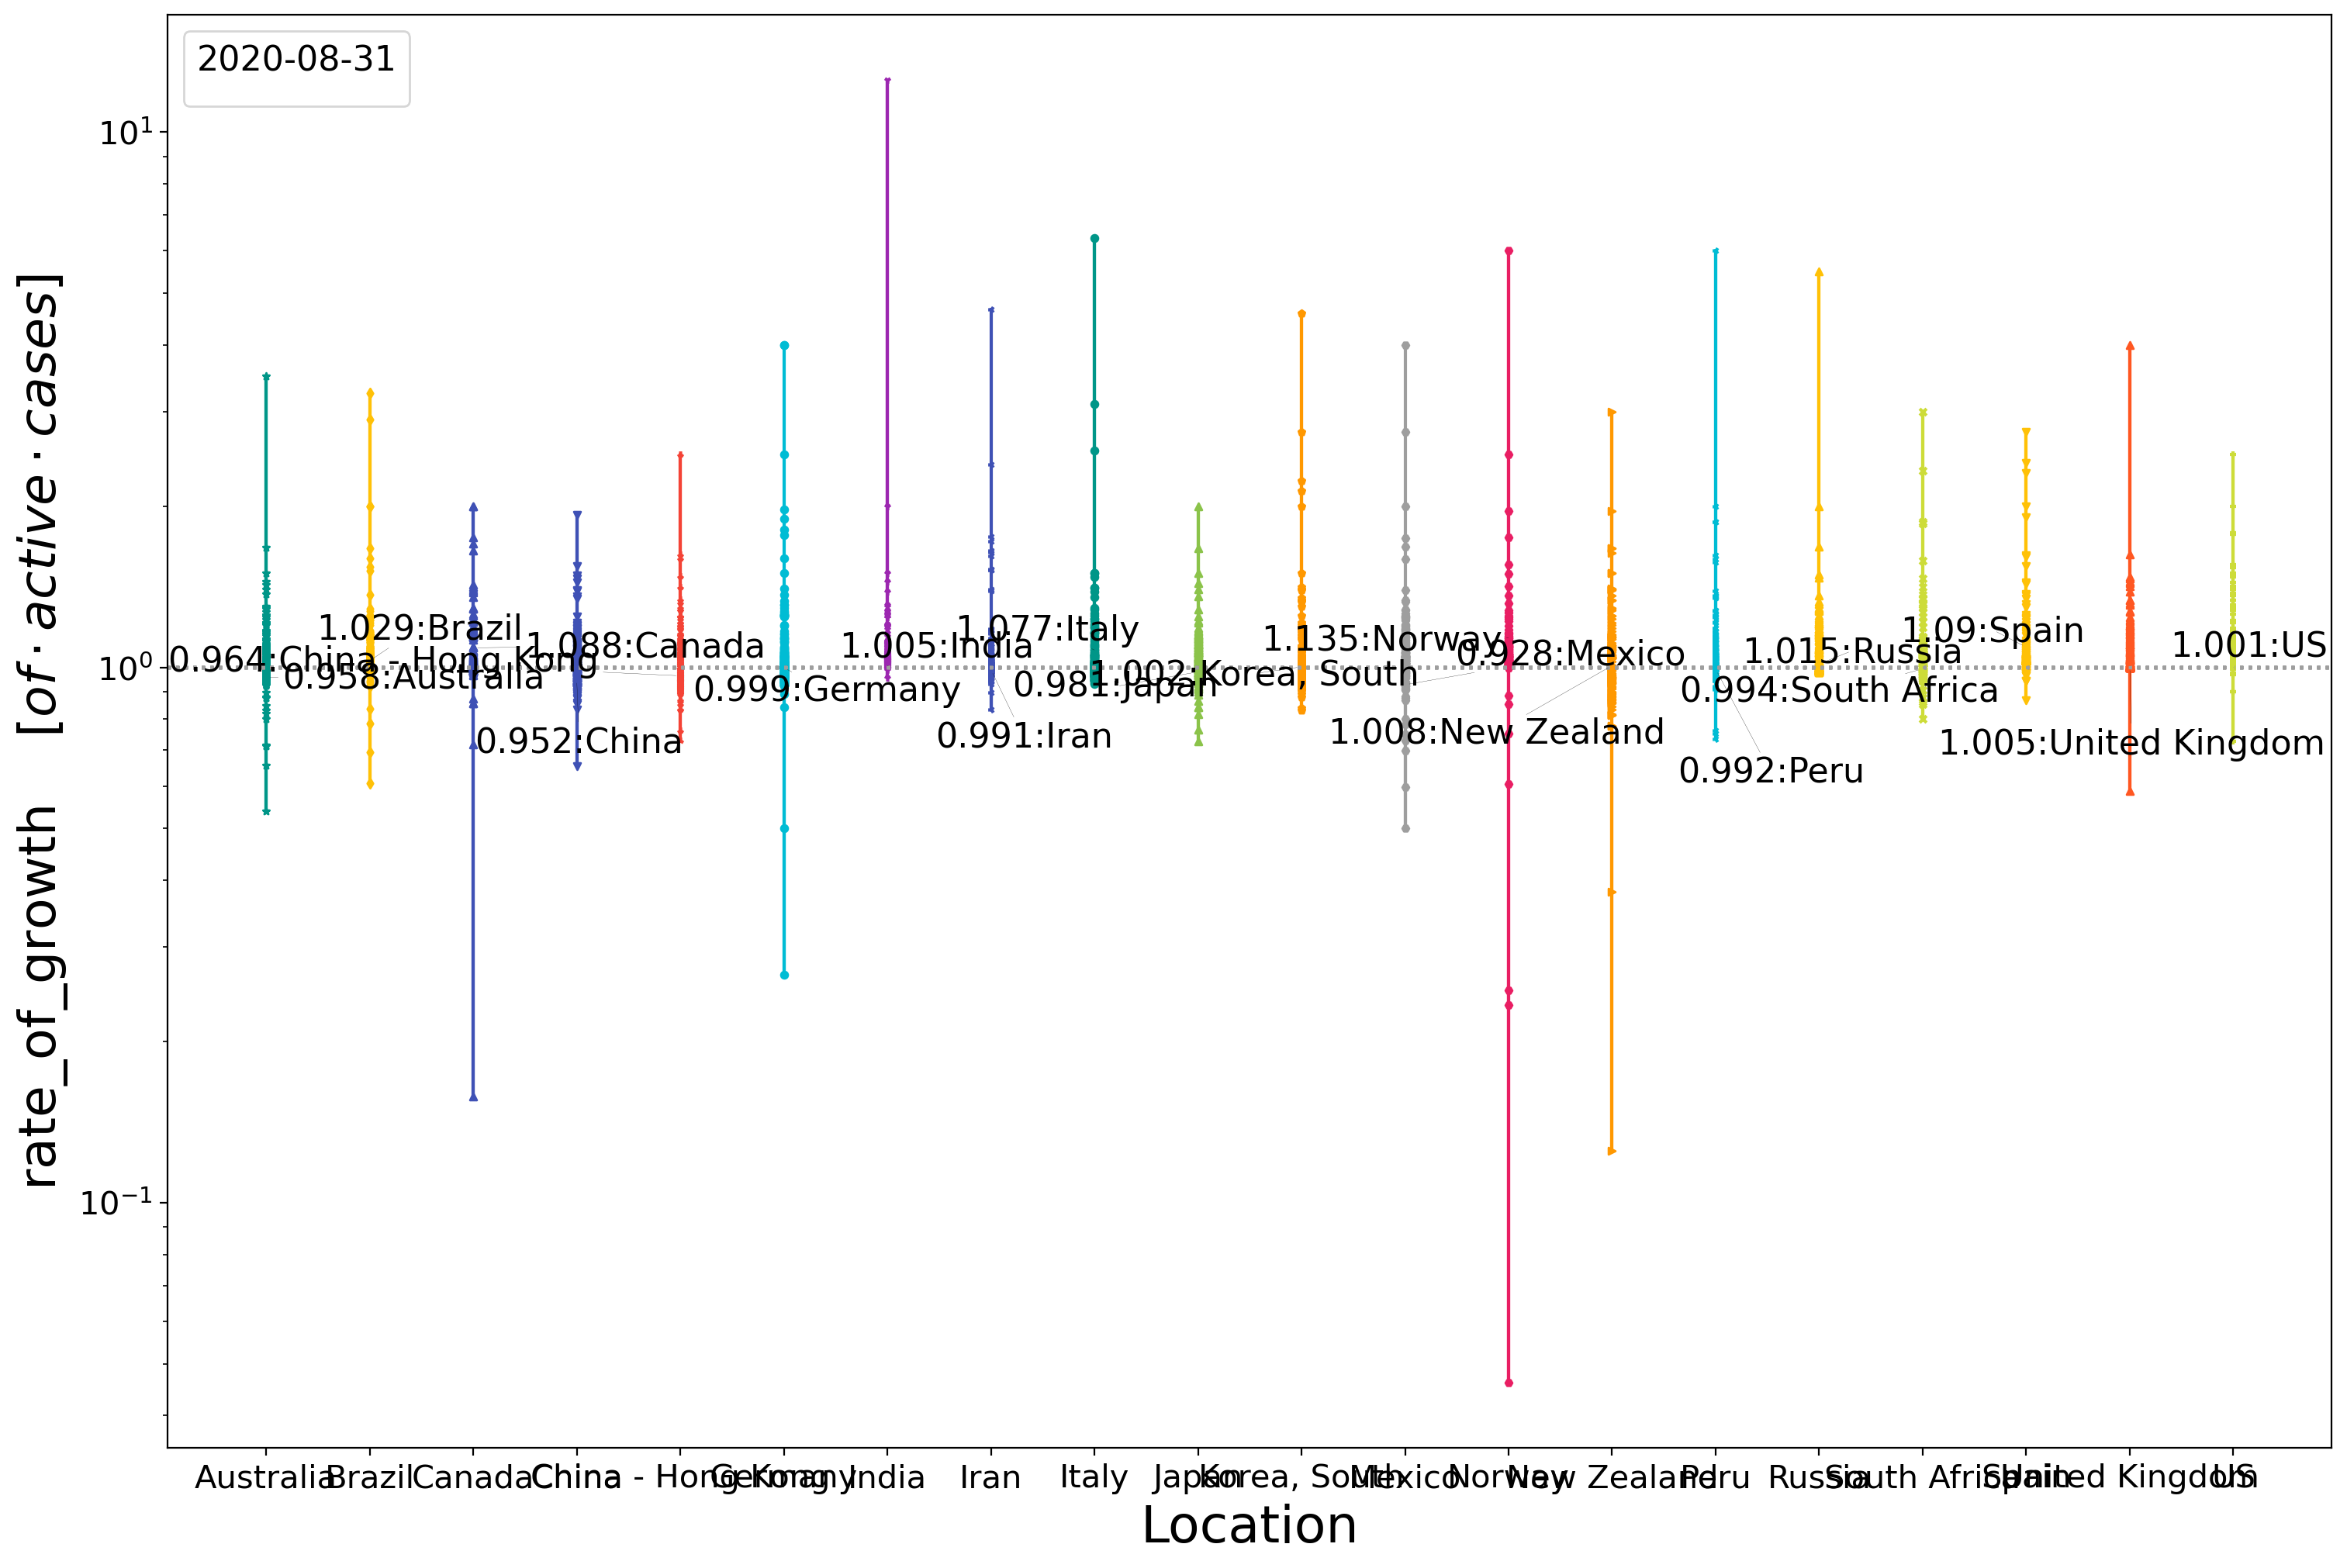 2020-08-31
rate_of_growth [of · active · cases]
10¹
10⁰
10⁻¹
1.029:Brazil
1.077:Italy
1.088:Canada
1.005:India
1.135:Norway
1.09:Spain
1.001:US
0.964:China - Hong Kong
0.928:Mexico
1.015:Russia
0.958:Australia
0.999:Germany
0.981:Japan
1.002:Korea, South
0.994:South Africa
0.952:China
0.991:Iran
1.008:New Zealand
1.005:United Kingdom
0.992:Peru
Australia
Brazil
Canada
China
China - Hong Kong
Germany
India
Iran
Italy
Japan
Korea, South
Mexico
Norway
New Zealand
Peru
Russia
South Africa
Spain
United Kingdom
US
Location